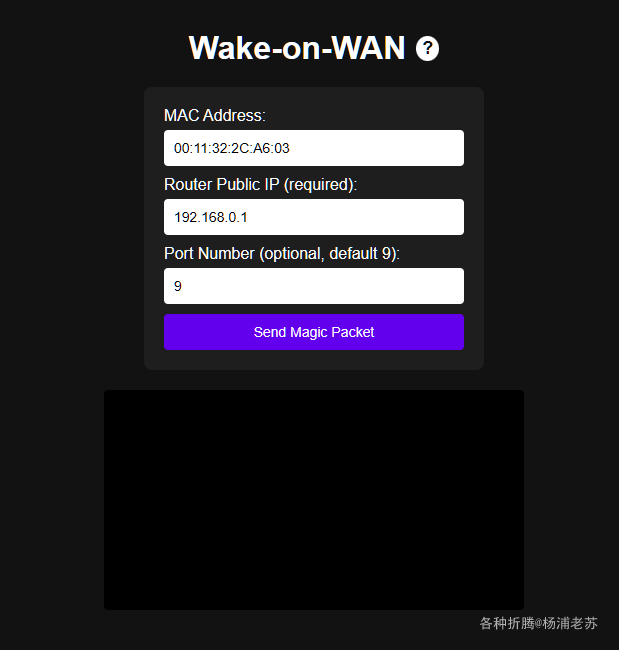 Wake-on-WAN ?
MAC Address:
00:11:32:2C:A6:03
Router Public IP (required):
192.168.0.1
Port Number (optional, default 9):
9
Send Magic Packet
各种折腾@杨浦老苏